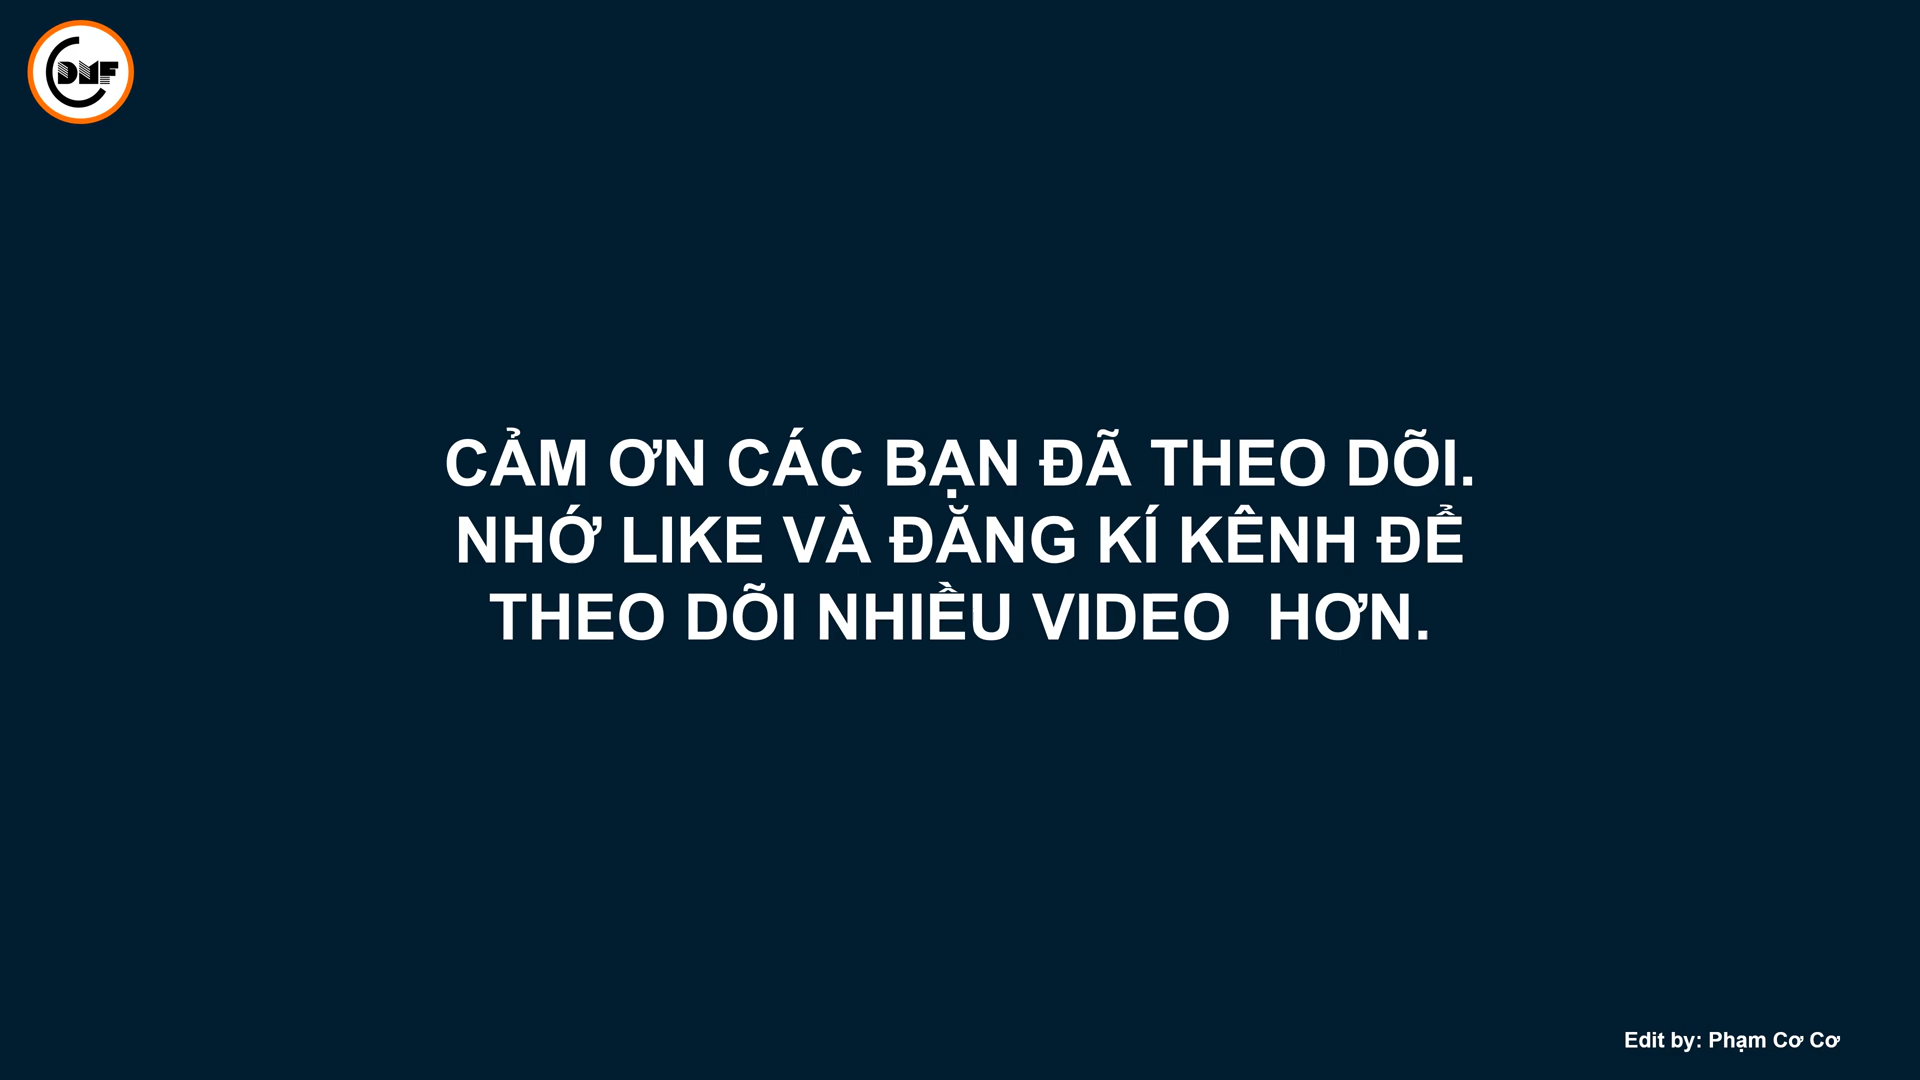 DMF
CẢM ƠN CÁC BẠN ĐÃ THEO DÕI.
NHỚ LIKE VÀ ĐĂNG KÍ KÊNH ĐỂ
THEO DÕI NHIỀU VIDEO  HƠN.
Edit by: Phạm Cơ Cơ